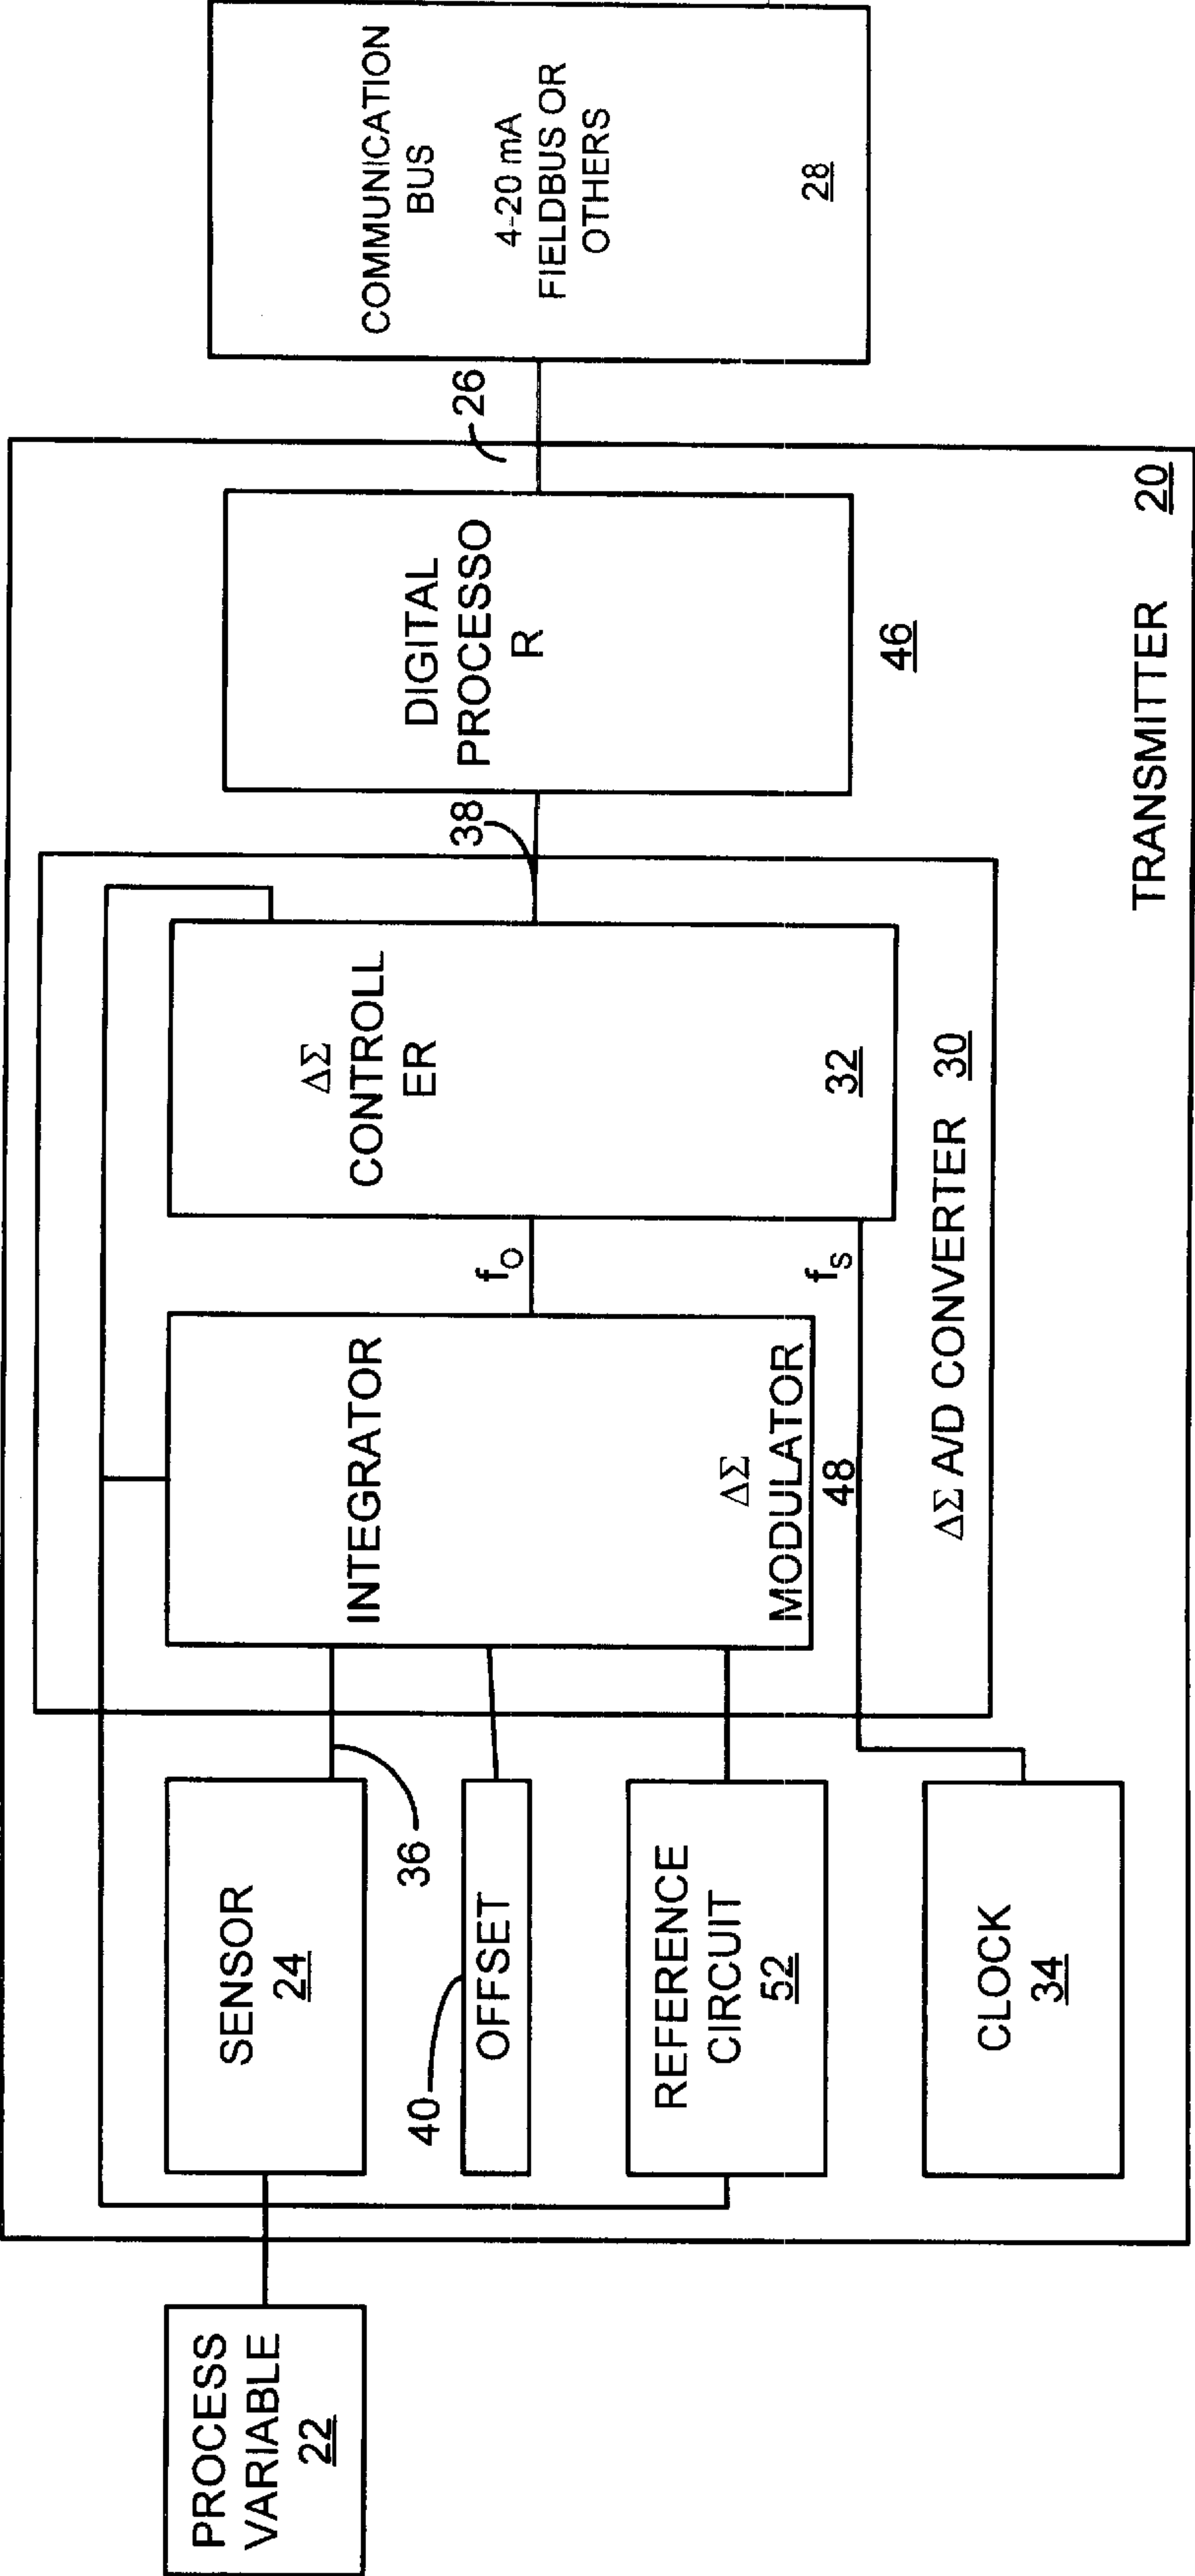 PROCESS
VARIABLE
22
SENSOR
24
36
40
OFFSET
REFERENCE
CIRCUIT
52
CLOCK
34
INTEGRATOR
ΔΣ
MODULATOR
48
fO
fS
ΔΣ
CONTROLL
ER
32
ΔΣ A/D CONVERTER 30
38
DIGITAL
PROCESSO
R
46
26
TRANSMITTER 20
COMMUNICATION
BUS
4-20 mA
FIELDBUS OR
OTHERS
28